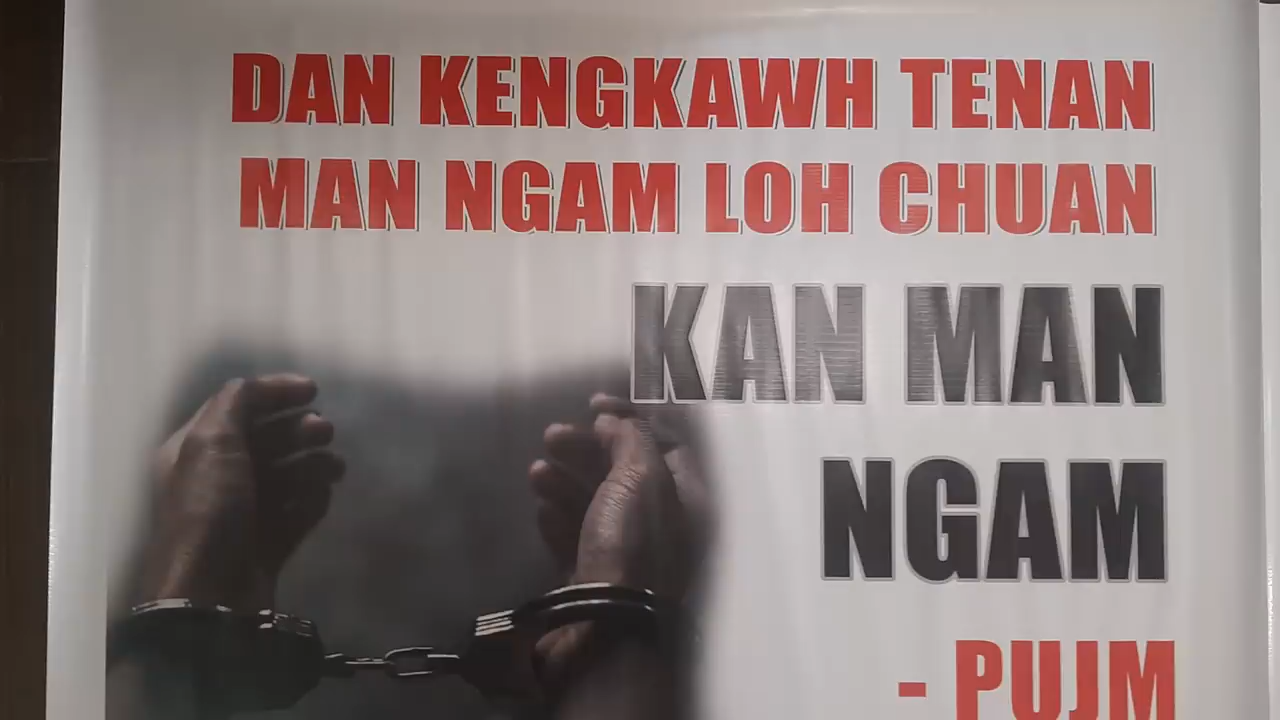 DAN KENGKAWH TENAN
MAN NGAM LOH CHUAN
KAN MAN
NGAM
- PUJM